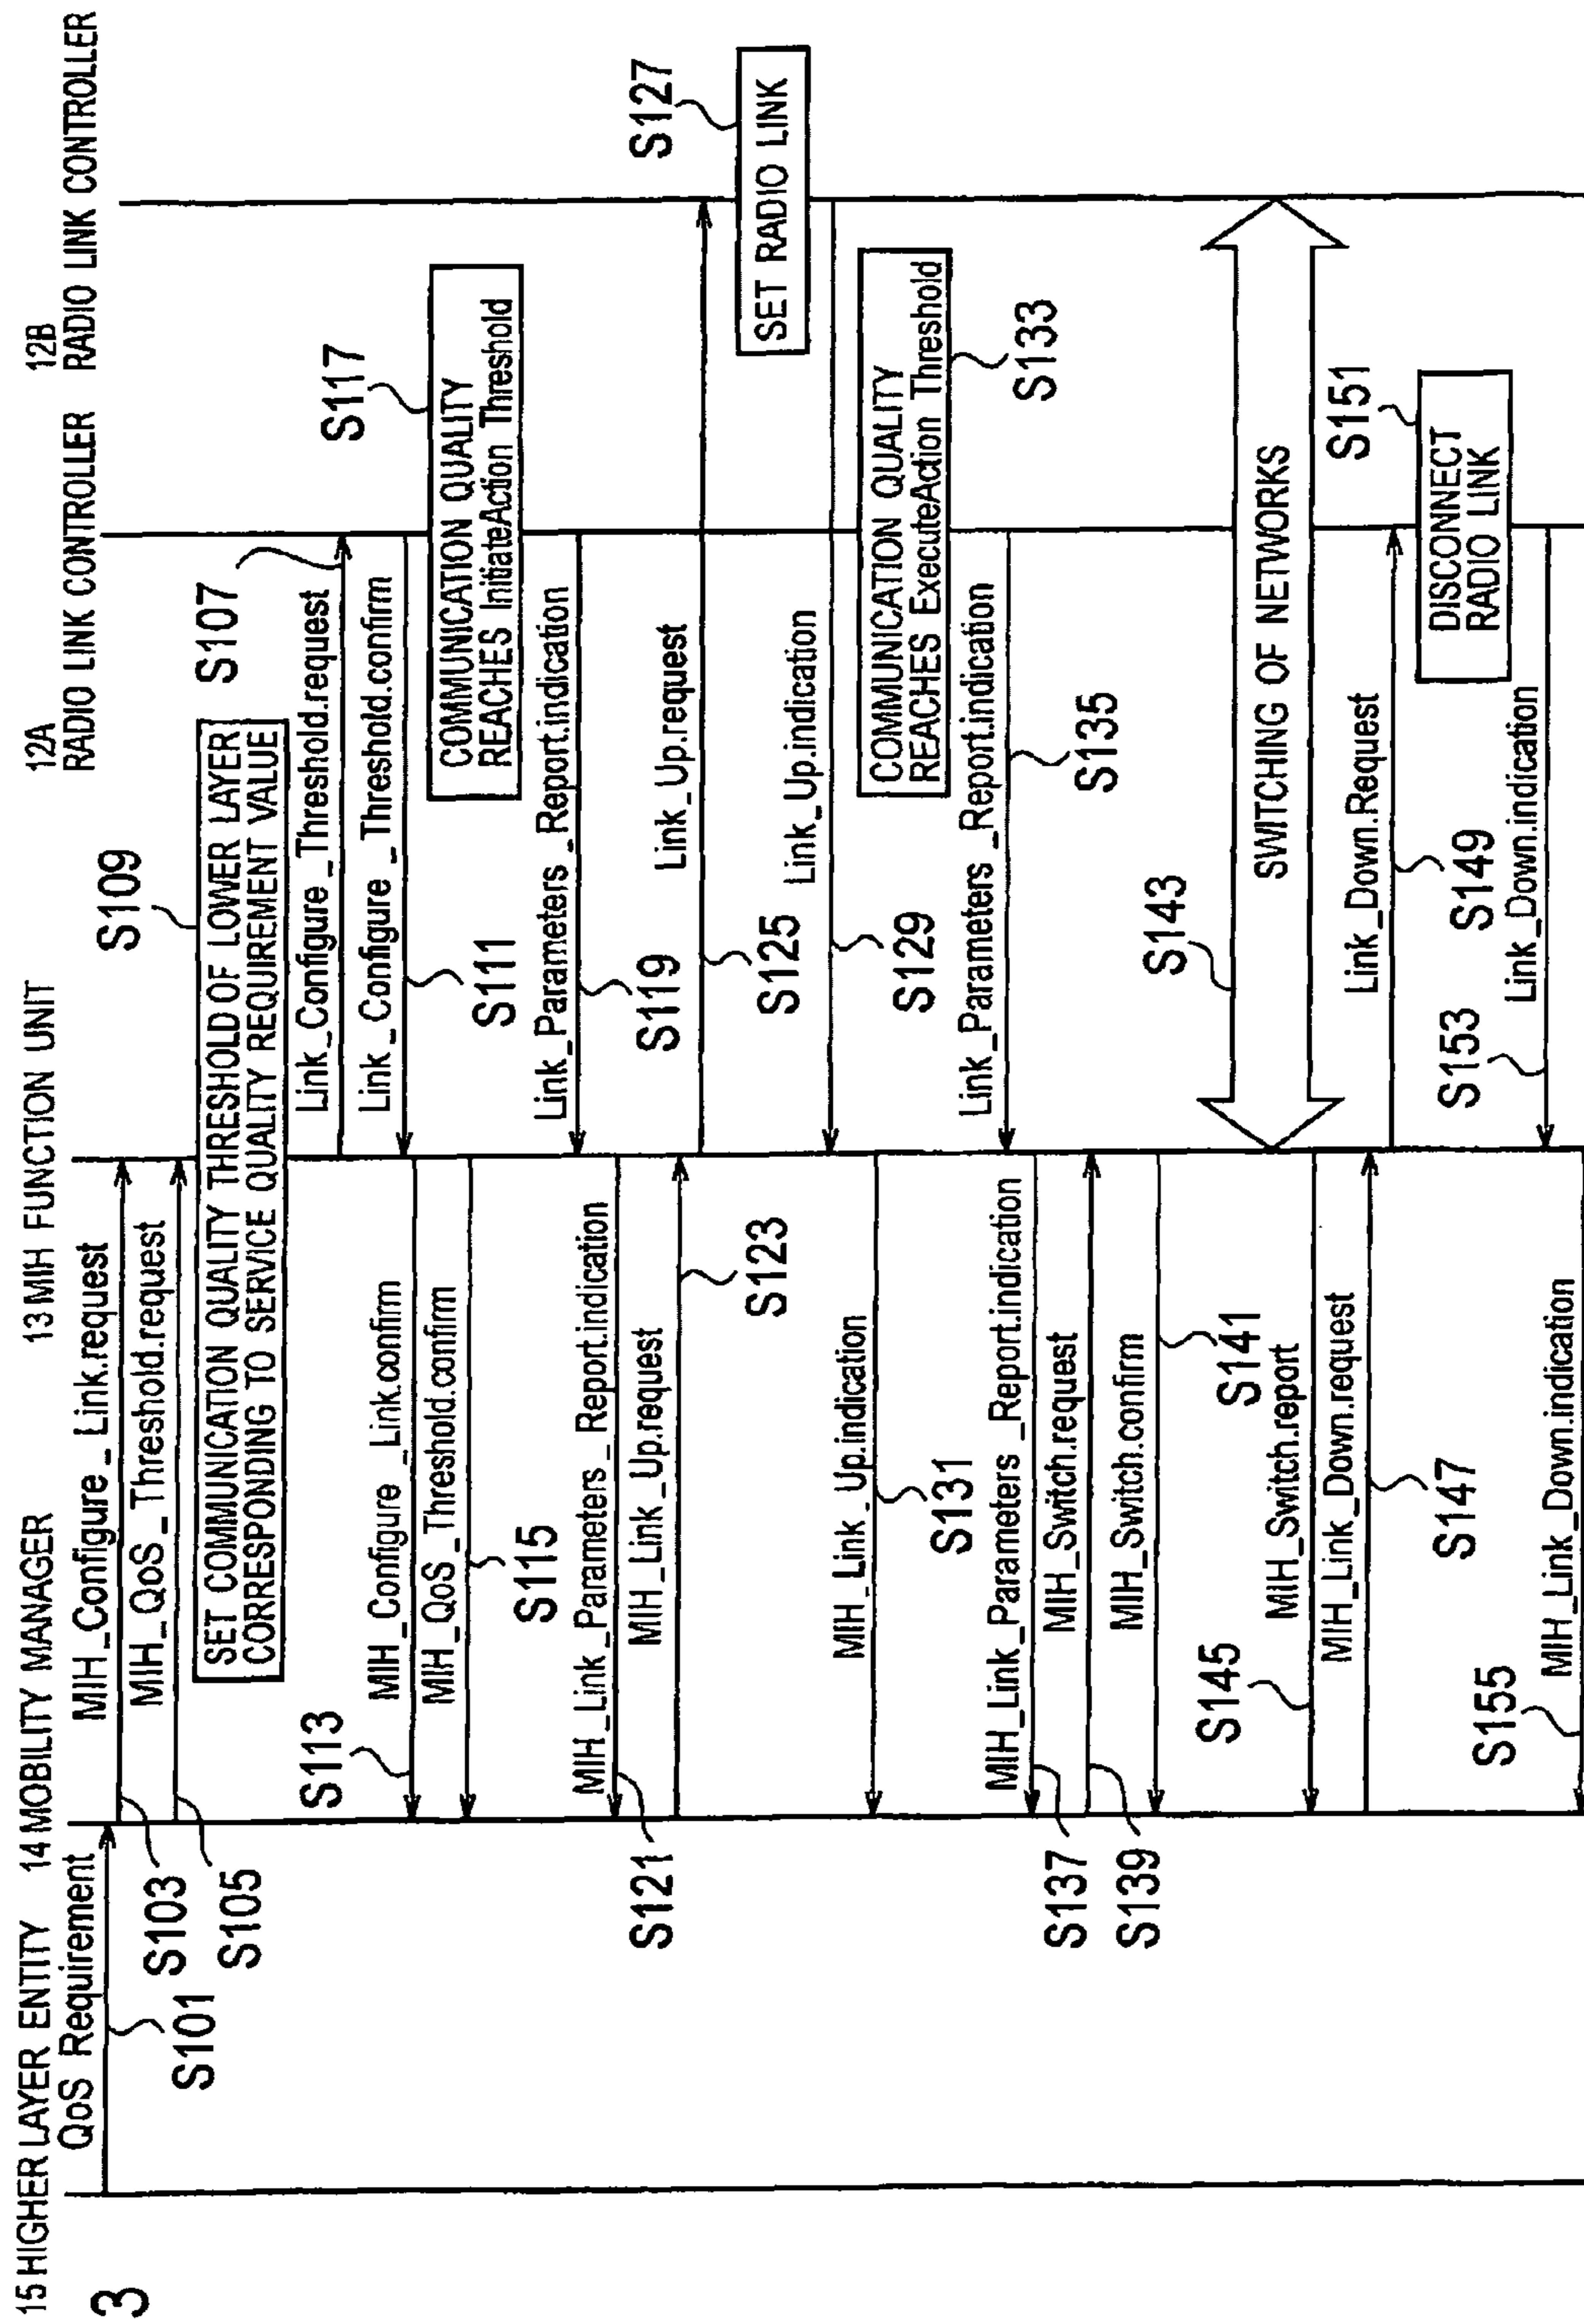 3
15 HIGHER LAYER ENTITY
14 MOBILITY MANAGER
13 MIH FUNCTION UNIT
12A
RADIO LINK CONTROLLER
12B
RADIO LINK CONTROLLER
QoS Requirement
S101
MIH_Configure_Link.request
S103
MIH_QoS_Threshold.request
S105
S109
SET COMMUNICATION QUALITY THRESHOLD OF LOWER LAYER
CORRESPONDING TO SERVICE QUALITY REQUIREMENT VALUE
S107
Link_Configure_Threshold.request
Link_Configure_Threshold.confirm
S111
MIH_Configure_Link.confirm
S113
MIH_QoS_Threshold.confirm
S115
S117
COMMUNICATION QUALITY
REACHES InitiateAction Threshold
Link_Parameters_Report.indication
S119
MIH_Link_Parameters_Report.indication
S121
MIH_Link_Up.request
S123
Link_Up.request
S125
S127
SET RADIO LINK
Link_Up.indication
S129
MIH_Link_Up.indication
S131
COMMUNICATION QUALITY
REACHES ExecuteAction Threshold
S133
Link_Parameters_Report.indication
S135
MIH_Link_Parameters_Report.indication
S137
MIH_Switch.request
S139
MIH_Switch.confirm
S141
S143
SWITCHING OF NETWORKS
S145
MIH_Switch.report
MIH_Link_Down.request
S147
Link_Down.Request
S149
S151
DISCONNECT
RADIO LINK
S153
Link_Down.indication
S155
MIH_Link_Down.indication